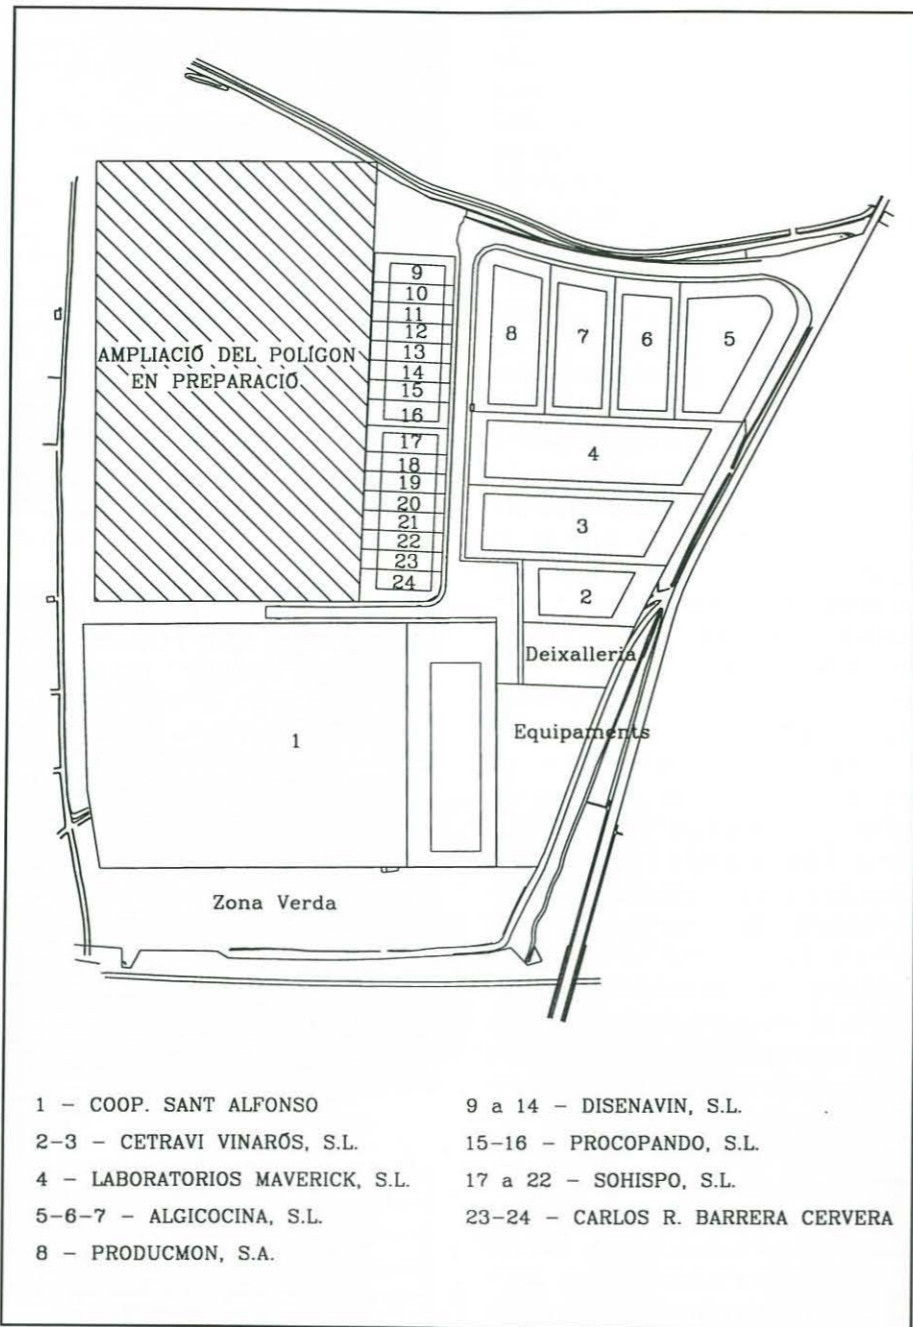 9
10
11
12
13
14
15
16
17
18
19
20
21
22
23
24
8
7
6
5
4
3
2
AMPLIACIÓ DEL POLÍGON
EN PREPARACIÓ
Deixalleria
Equipaments
1
Zona Verda
1 - COOP. SANT ALFONSO
2-3 - CETRAVI VINARÓS, S.L.
4 - LABORATORIOS MAVERICK, S.L.
5-6-7 - ALGICOCINA, S.L.
8 - PRODUCMON, S.A.
9 a 14 - DISENAVIN, S.L.
15-16 - PROCOPANDO, S.L.
17 a 22 - SOHISPO, S.L.
23-24 - CARLOS R. BARRERA CERVERA